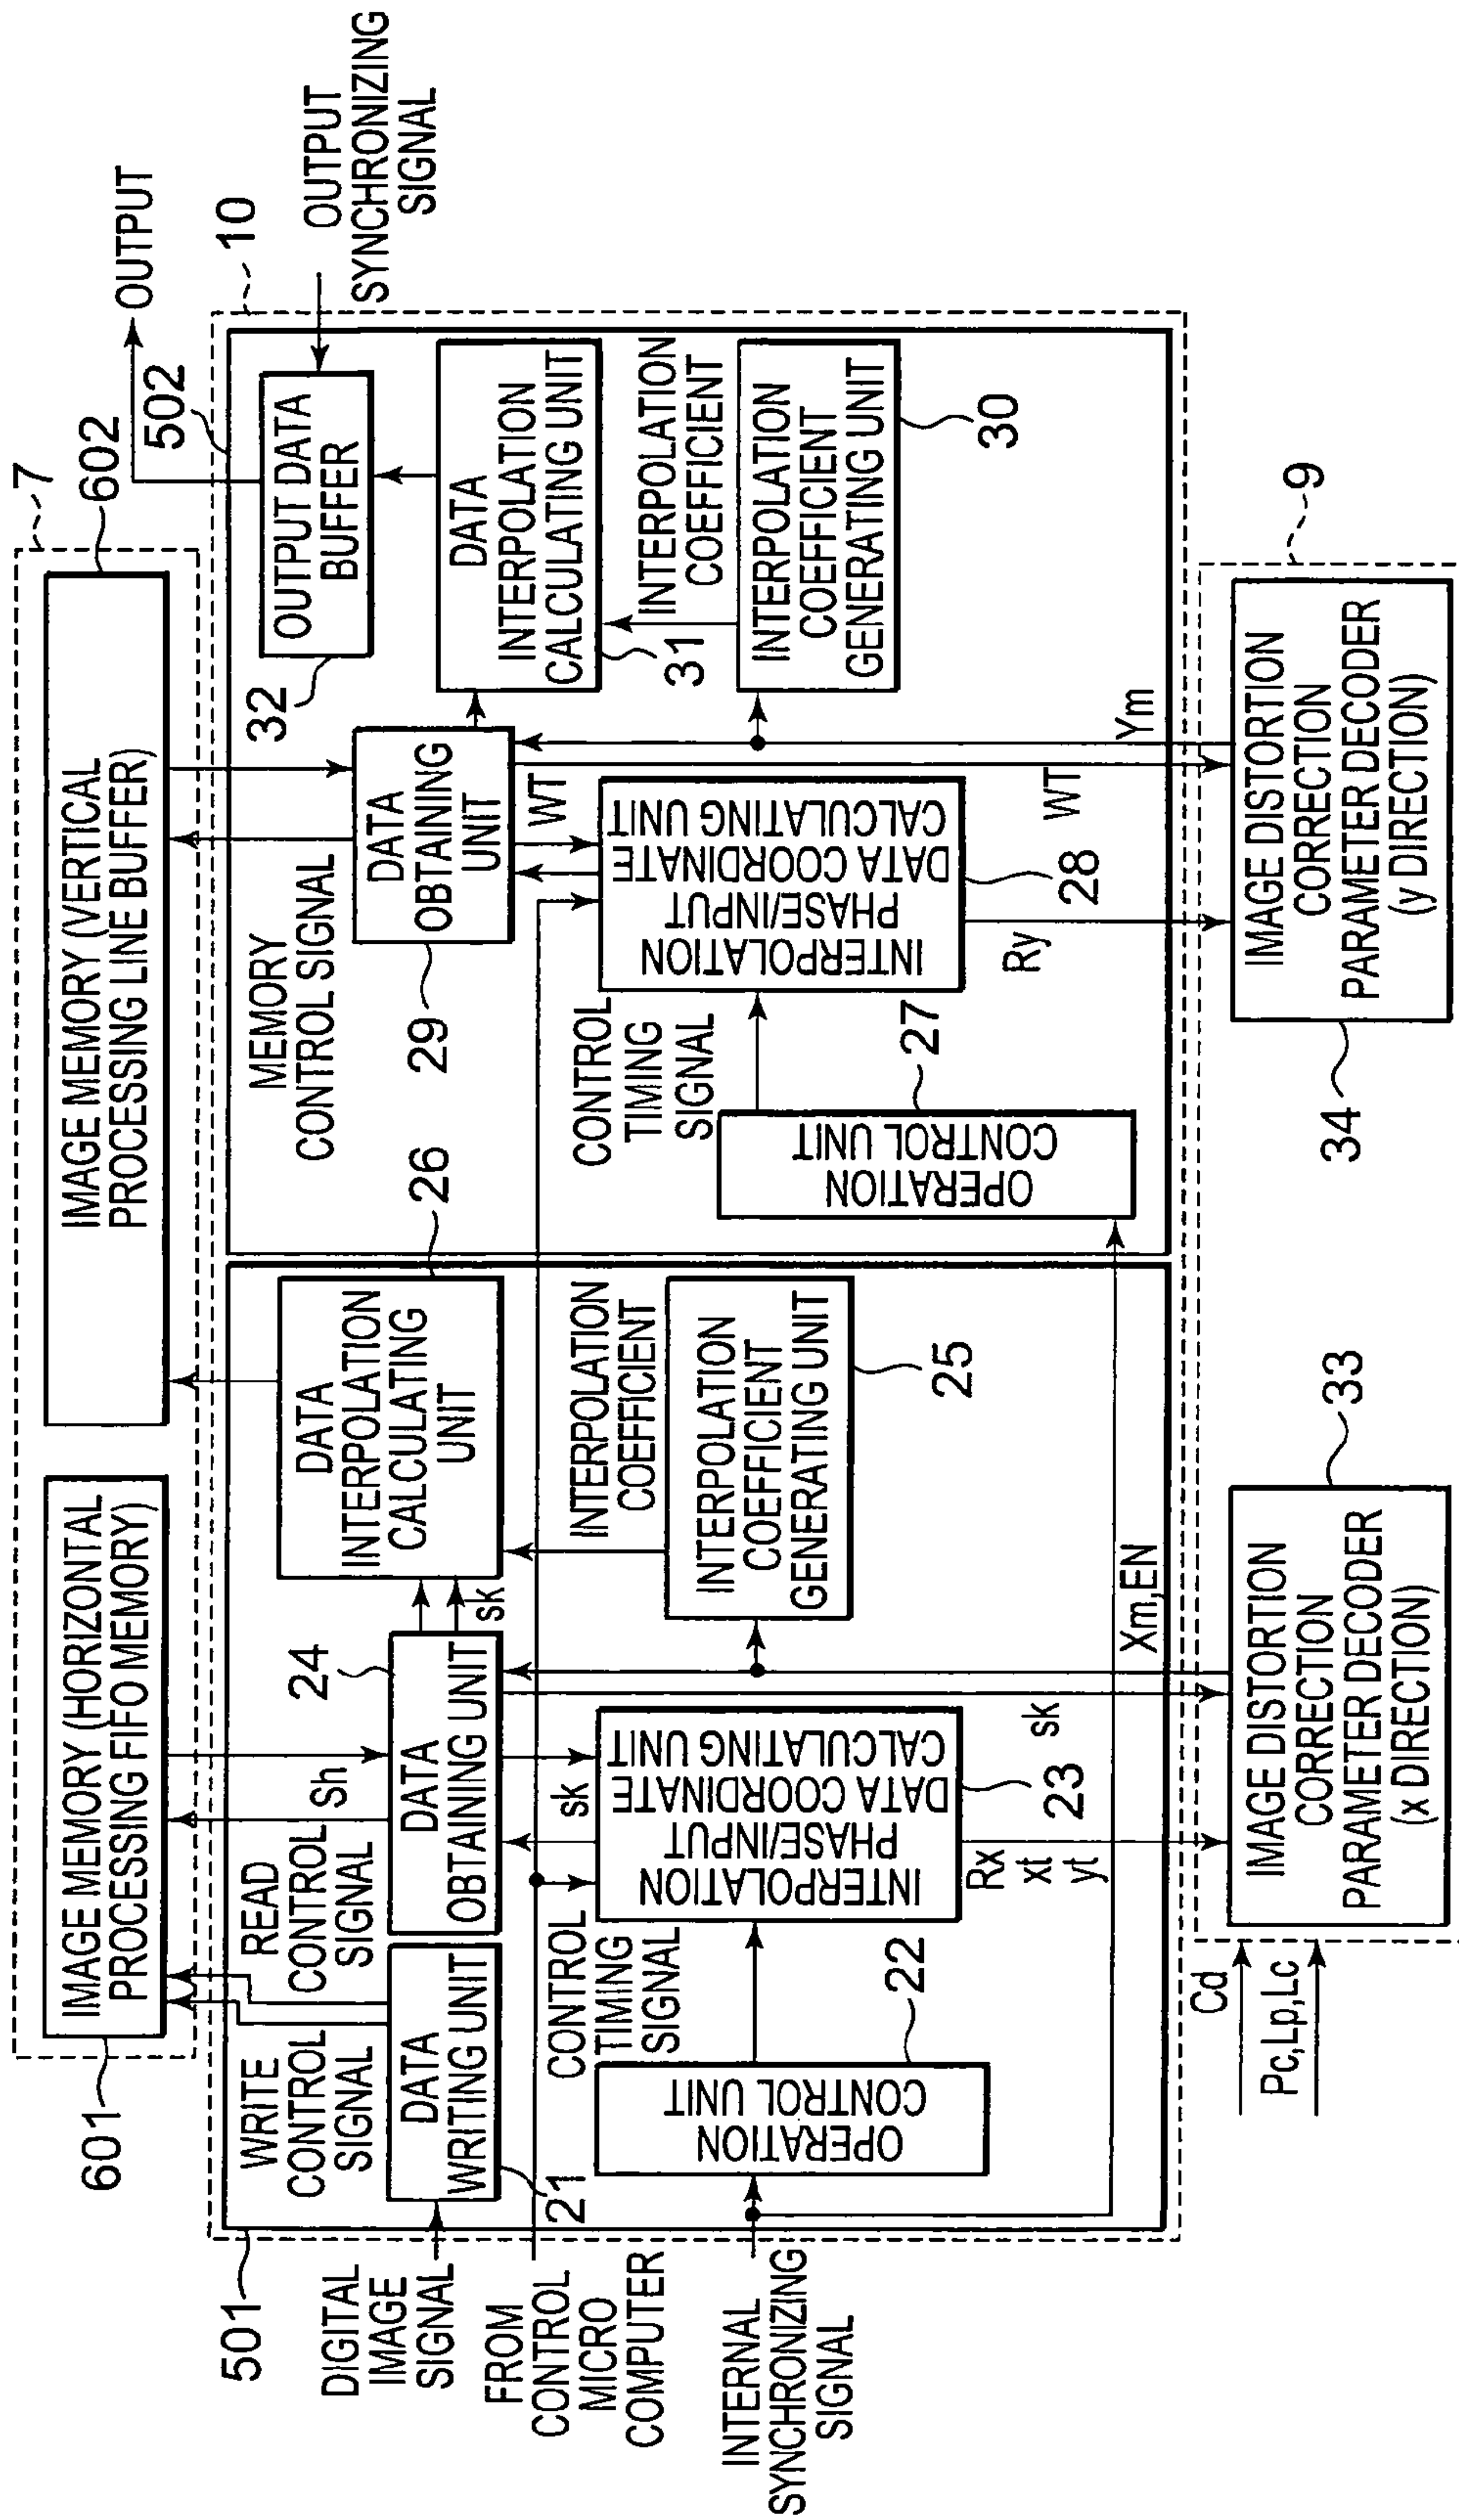 7
602
502
OUTPUT
10
OUTPUT
SYNCHRONIZING
SIGNAL
601
IMAGE MEMORY (HORIZONTAL
PROCESSING FIFO MEMORY)
IMAGE MEMORY (VERTICAL
PROCESSING LINE BUFFER)
501
WRITE
CONTROL
SIGNAL
READ
CONTROL
SIGNAL
Sh
24
DATA
INTERPOLATION
CALCULATING
UNIT
26
MEMORY
CONTROL SIGNAL
32
OUTPUT DATA
BUFFER
DIGITAL
IMAGE
SIGNAL
DATA
WRITING UNIT
21
DATA
OBTAINING UNIT
sk
29
DATA
OBTAINING
UNIT
WT
DATA
INTERPOLATION
CALCULATING UNIT
31
FROM
CONTROL
MICRO
COMPUTER
CONTROL
TIMING
SIGNAL
sk
INTERPOLATION
COEFFICIENT
CONTROL
TIMING
SIGNAL
INTERPOLATION
COEFFICIENT
INTERNAL
SYNCHRONIZING
SIGNAL
OPERATION
CONTROL UNIT
22
INTERPOLATION
PHASE/INPUT
DATA COORDINATE
CALCULATING UNIT
23
INTERPOLATION
COEFFICIENT
GENERATING UNIT
25
OPERATION
CONTROL UNIT
27
INTERPOLATION
PHASE/INPUT
DATA COORDINATE
CALCULATING UNIT
28
INTERPOLATION
COEFFICIENT
GENERATING UNIT
30
Rx
xt
yt
sk
Xm,EN
Ry
WT
Ym
Cd
Pc,Lp,Lc
IMAGE DISTORTION
CORRECTION
PARAMETER DECODER
(x DIRECTION)
33
34
IMAGE DISTORTION
CORRECTION
PARAMETER DECODER
(y DIRECTION)
9